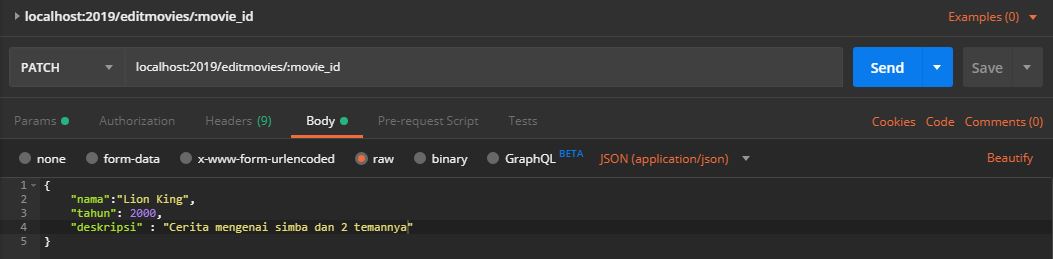 localhost:2019/editmovies/:movie_id Examples (0)
PATCH localhost:2019/editmovies/:movie_id Send Save
Params Authorization Headers (9) Body Pre-request Script Tests Cookies Code Comments (0)
none form-data x-www-form-urlencoded raw binary GraphQL BETA JSON (application/json) Beautify
1 {
2 "nama":"Lion King",
3 "tahun": 2000,
4 "deskripsi" : "Cerita mengenai simba dan 2 temannya"
5 }